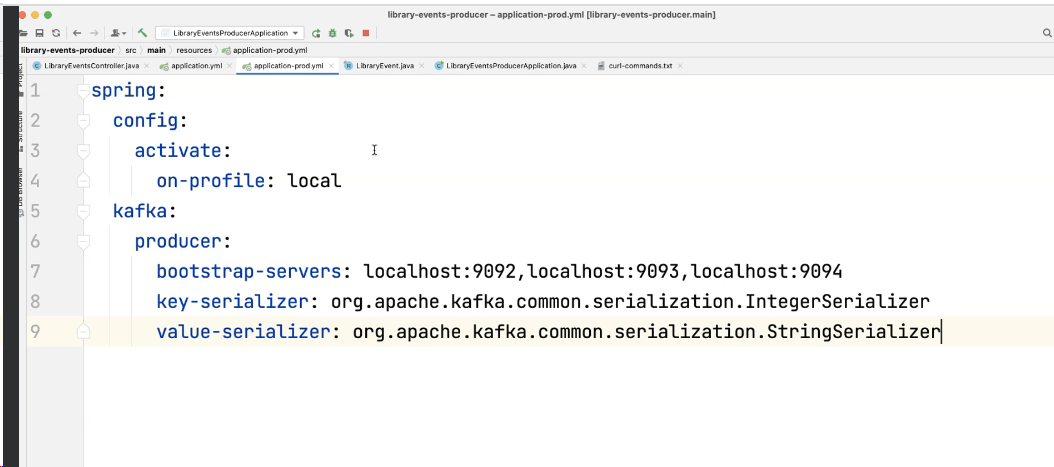 library-events-producer – application-prod.yml [library-events-producer.main]
LibraryEventsProducerApplication
library-events-producer src main resources application-prod.yml
LibraryEventsController.java application.yml application-prod.yml LibraryEvent.java LibraryEventsProducerApplication.java curl-commands.txt
Project
Structure
DB Browser
1 spring:
2 config:
3 activate:
4 on-profile: local
5 kafka:
6 producer:
7 bootstrap-servers: localhost:9092,localhost:9093,localhost:9094
8 key-serializer: org.apache.kafka.common.serialization.IntegerSerializer
9 value-serializer: org.apache.kafka.common.serialization.StringSerializer